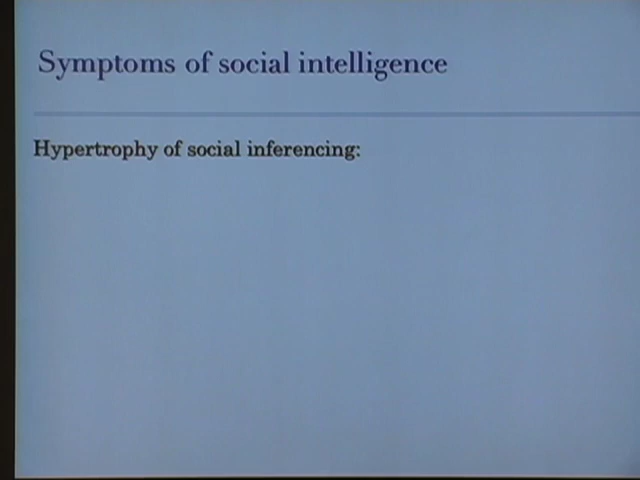 Symptoms of social intelligence
Hypertrophy of social inferencing: